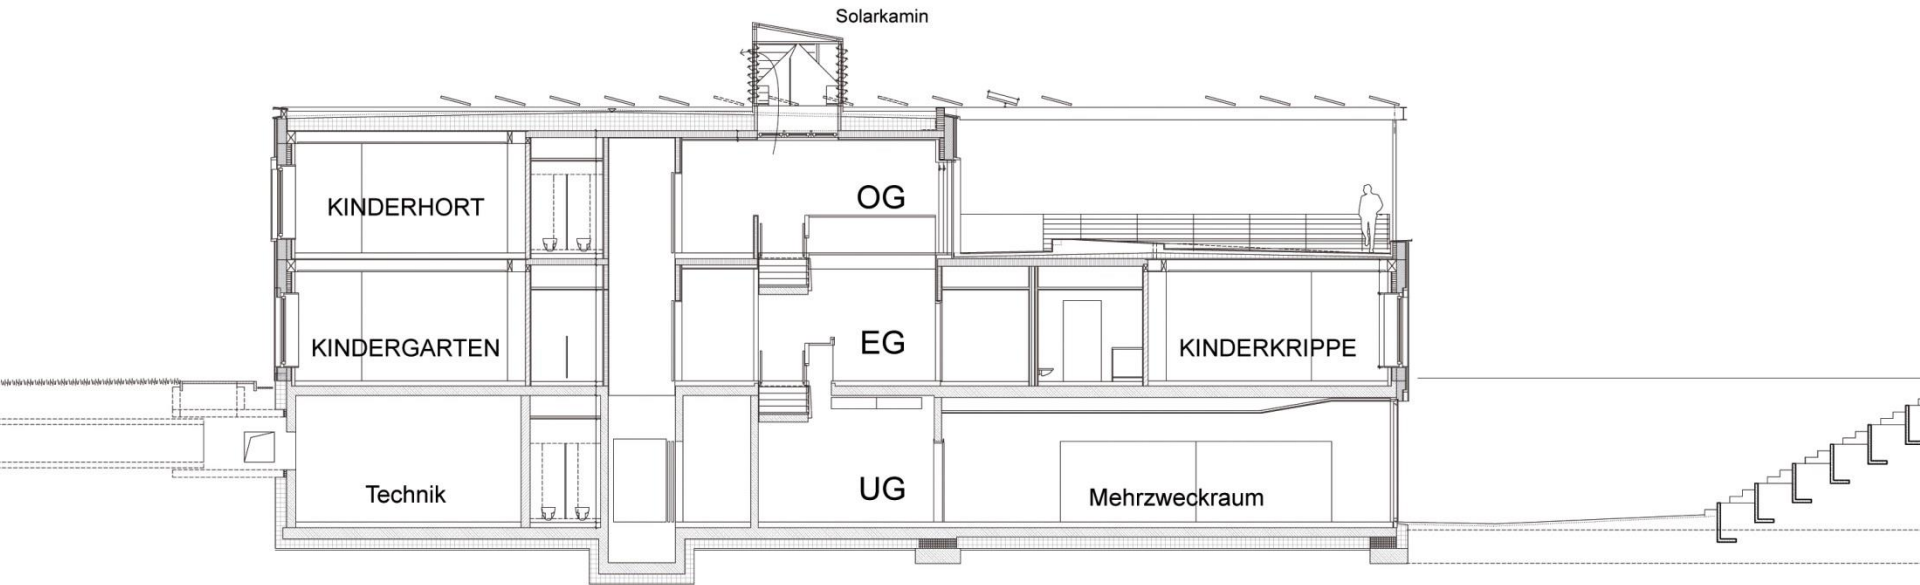 Solarkamin
KINDERHORT
OG
KINDERGARTEN
EG
KINDERKRIPPE
Technik
UG
Mehrzweckraum